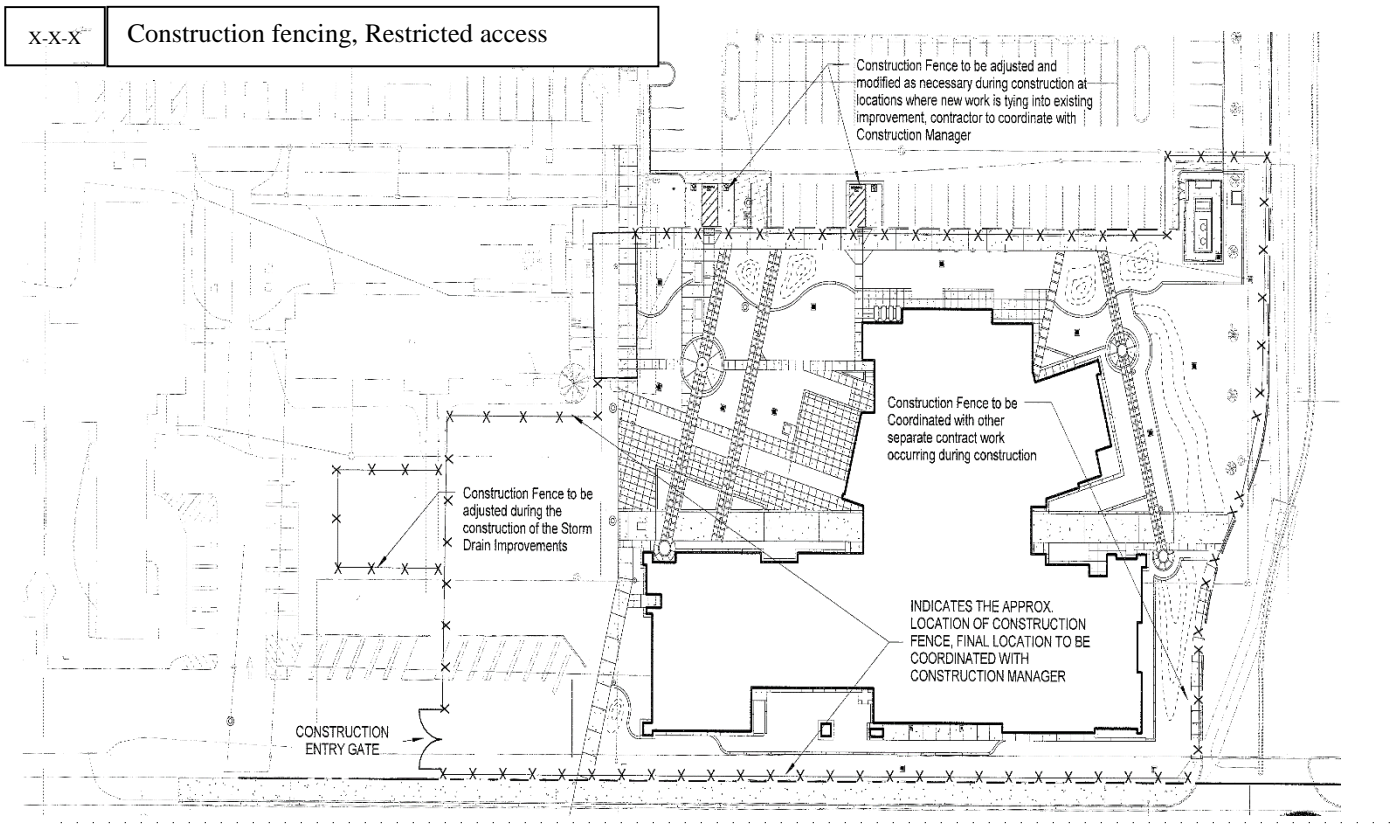 X-X-X
Construction fencing, Restricted access
Construction Fence to be adjusted and
modified as necessary during construction at
locations where new work is tying into existing
improvement, contractor to coordinate with
Construction Manager
Construction Fence to be
Coordinated with other
separate contract work
occurring during construction
Construction Fence to be
adjusted during the
construction of the Storm
Drain Improvements
INDICATES THE APPROX.
LOCATION OF CONSTRUCTION
FENCE, FINAL LOCATION TO BE
COORDINATED WITH
CONSTRUCTION MANAGER
CONSTRUCTION
ENTRY GATE